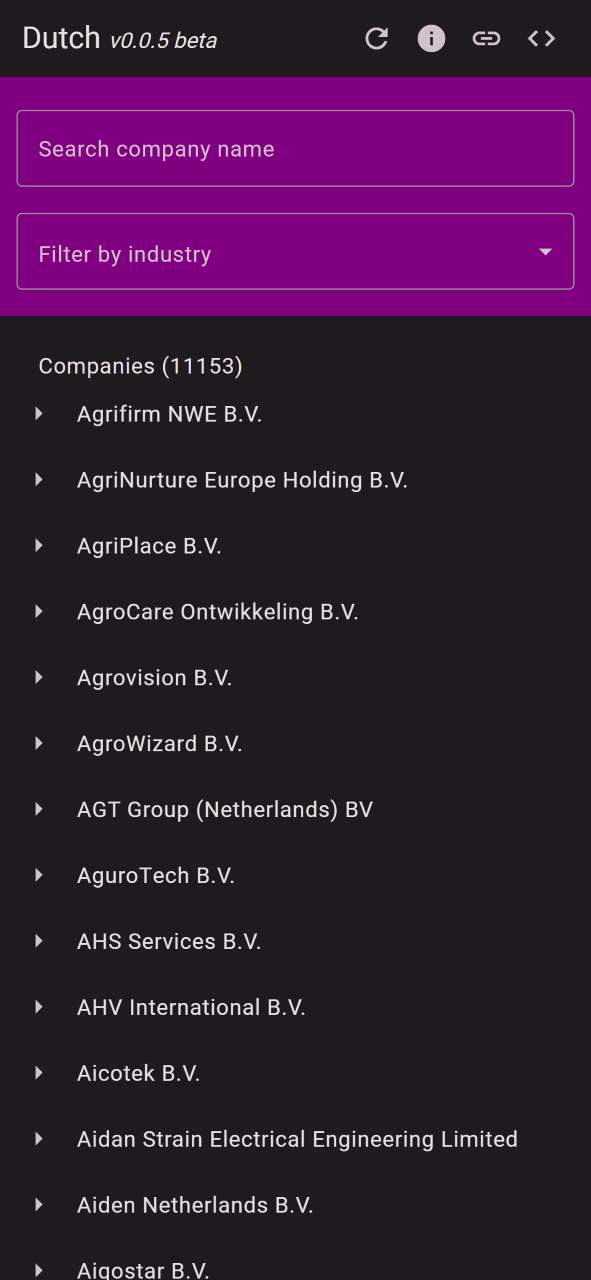 Dutch v0.0.5 beta
Search company name
Filter by industry
Companies (11153)
Agrifirm NWE B.V.
AgriNurture Europe Holding B.V.
AgriPlace B.V.
AgroCare Ontwikkeling B.V.
Agrovision B.V.
AgroWizard B.V.
AGT Group (Netherlands) BV
AguroTech B.V.
AHS Services B.V.
AHV International B.V.
Aicotek B.V.
Aidan Strain Electrical Engineering Limited
Aiden Netherlands B.V.
Aigostar B.V.